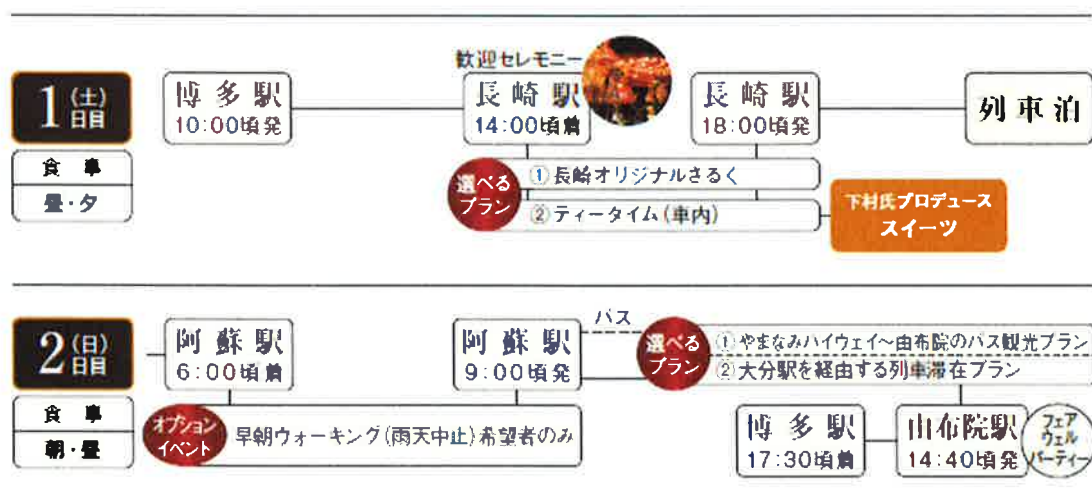 歓迎セレモニー
1(土)日目
博多駅
10:00頃発
長崎駅
14:00頃着
長崎駅
18:00頃発
列車泊
食事
昼・夕
選べる
プラン
①長崎オリジナルさるく
②ティータイム(車内)
下村氏プロデュース
スイーツ
2(日)日目
阿蘇駅
6:00頃着
阿蘇駅
9:00頃発
バス
選べる
プラン
①やまなみハイウェイ~由布院のバス観光プラン
②大分駅を経由する列車滞在プラン
食事
朝・昼
オプション
イベント
早朝ウォーキング(雨天中止)希望者のみ
博多駅
17:30頃着
由布院駅
14:40頃発
フェア
ウェル
パーティー